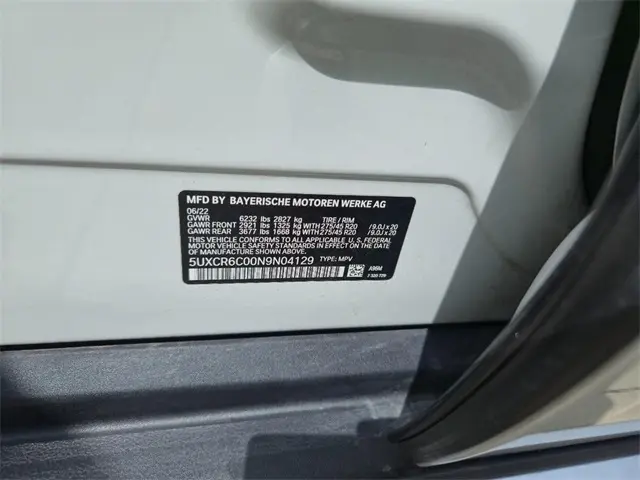 MFD BY BAYERISCHE MOTOREN WERKE AG
06/22
GVWR 6232 lbs 2827 kg TIRE / RIM
GAWR FRONT 2921 lbs 1325 kg WITH 275/45 R20 / 9.0J x 20
GAWR REAR 3677 lbs 1668 kg WITH 275/45 R20 / 9.0J x 20
THIS VEHICLE CONFORMS TO ALL APPLICABLE U.S. FEDERAL
MOTOR VEHICLE SAFETY STANDARDS IN EFFECT ON THE
DATE OF MANUFACTURE SHOWN ABOVE.
5UXCR6C00N9N04129 TYPE: MPV